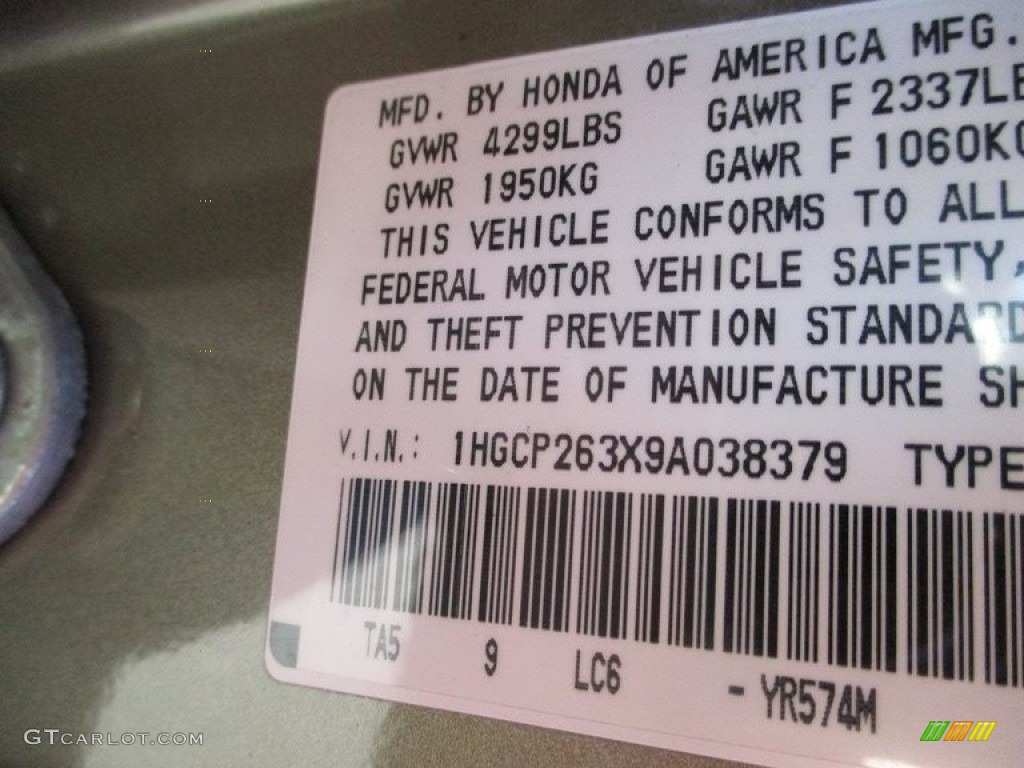 MFD. BY HONDA OF AMERICA MFG.
GVWR 4299LBS GAWR F 2337LB
GVWR 1950KG GAWR F 1060KG
THIS VEHICLE CONFORMS TO ALL
FEDERAL MOTOR VEHICLE SAFETY,
AND THEFT PREVENTION STANDARD
ON THE DATE OF MANUFACTURE SH
V.I.N.: 1HGCP263X9A038379 TYPE
TA5 9 LC6 - YR574M
GTCARLOT.COM